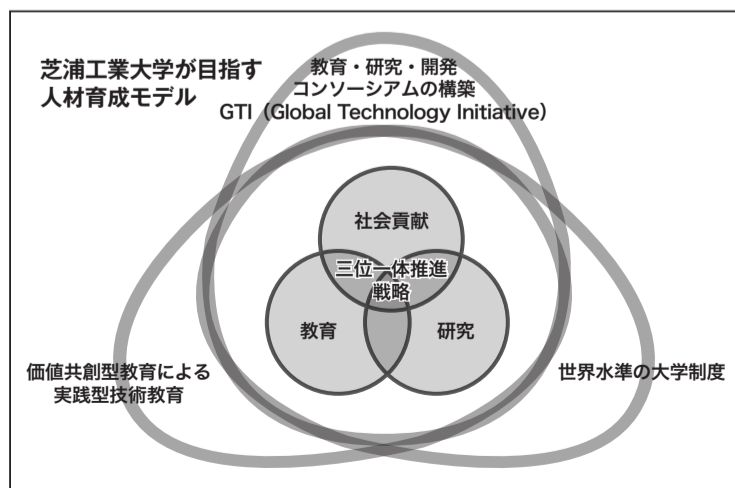 芝浦工業大学が目指す
人材育成モデル
教育・研究・開発
コンソーシアムの構築
GTI（Global Technology Initiative）
社会貢献
三位一体推進
戦略
教育
研究
価値共創型教育による
実践型技術教育
世界水準の大学制度